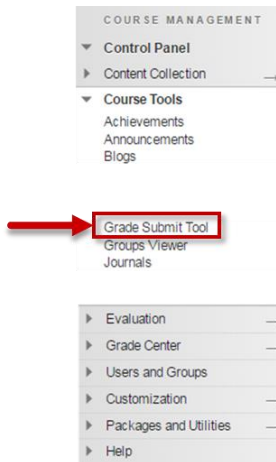 COURSE MANAGEMENT
Control Panel
Content Collection
Course Tools
Achievements
Announcements
Blogs
Grade Submit Tool
Groups Viewer
Journals
Evaluation
Grade Center
Users and Groups
Customization
Packages and Utilities
Help